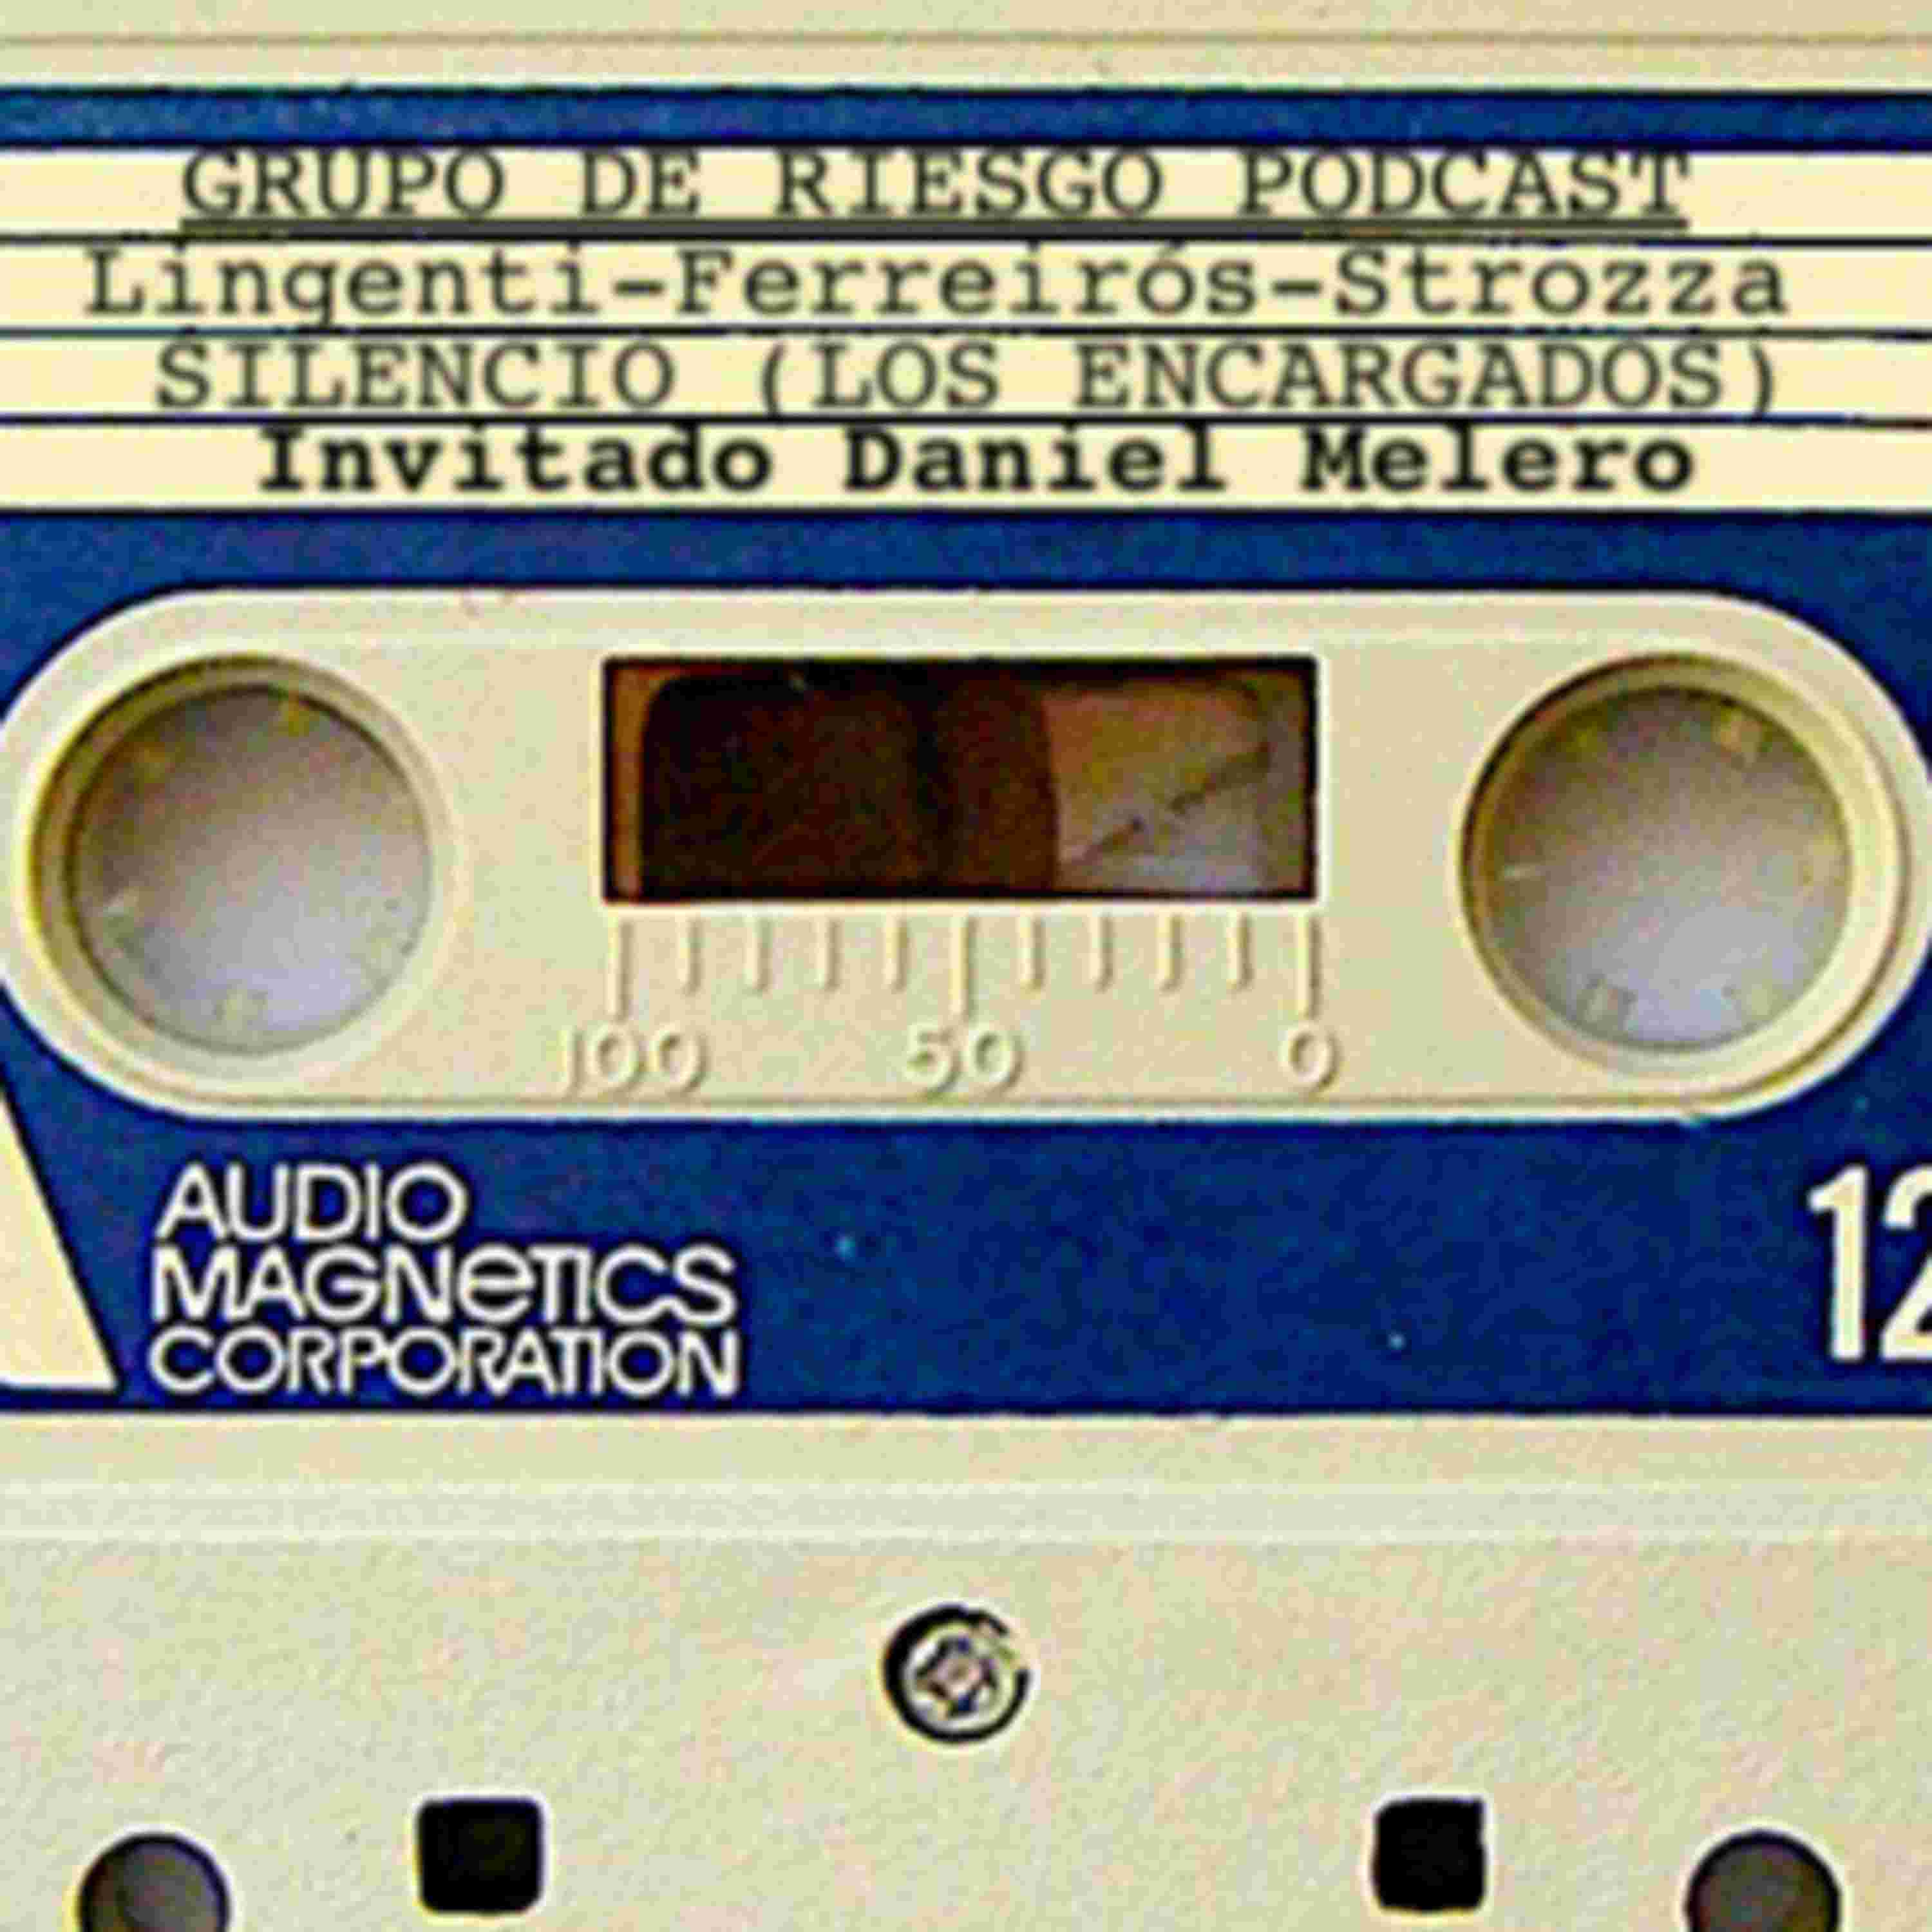 GRUPO DE RIESGO PODCAST
Lingenti-Ferreirós-Strozza
SILENCIO (LOS ENCARGADOS)
Invitado Daniel Melero
100 50 0
AUDIO
MAGNETICS
CORPORATION
12